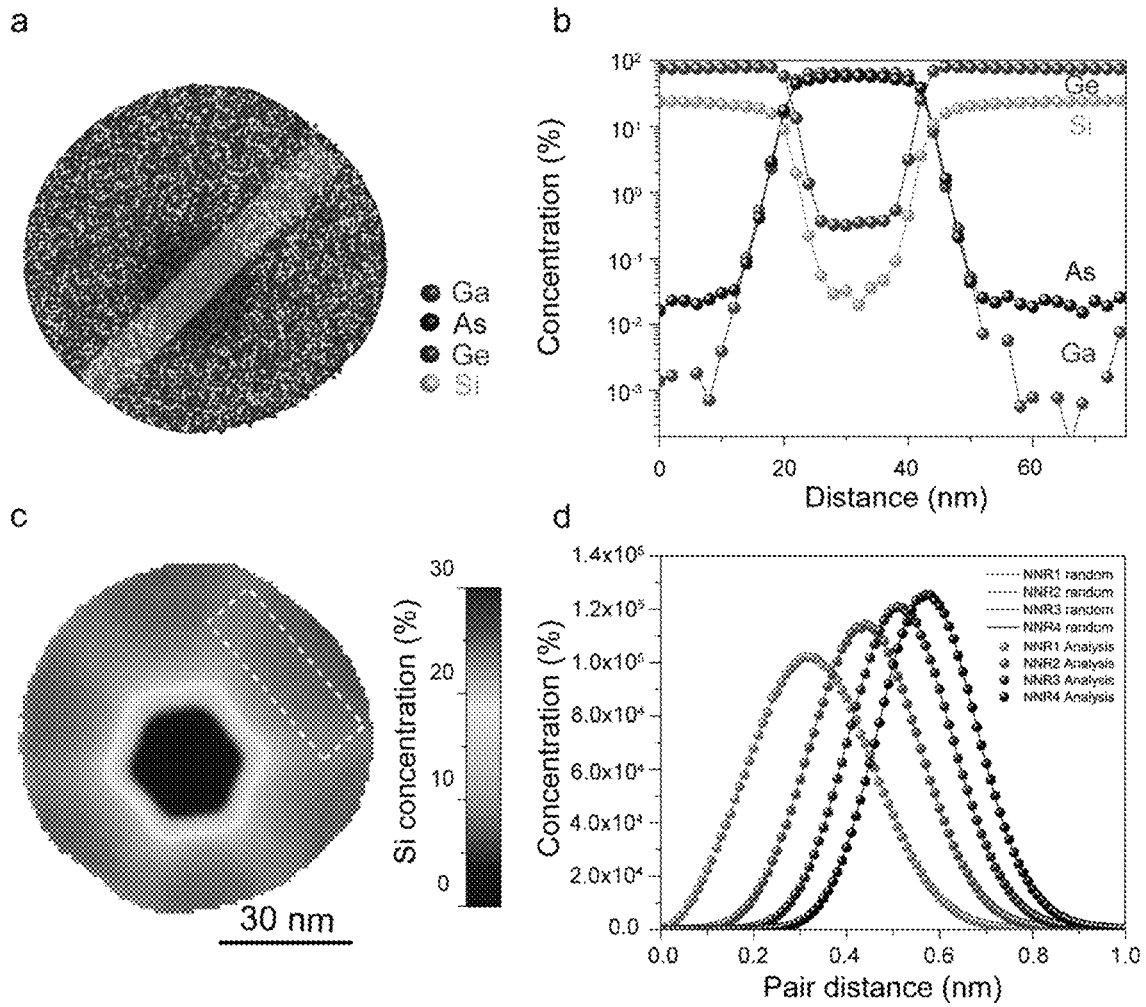 a
Ga
As
Ge
Si
b
Concentration (%)
10²
10¹
10⁰
10⁻¹
10⁻²
10⁻³
Ge
Si
As
Ga
0 20 40 60
Distance (nm)
c
30 nm
Si concentration (%)
30
20
10
0
d
Concentration (%)
1.4x10⁵
1.2x10⁵
1.0x10⁵
8.0x10⁴
6.0x10⁴
4.0x10⁴
2.0x10⁴
0.0
NNR1 random
NNR2 random
NNR3 random
NNR4 random
NNR1 Analysis
NNR2 Analysis
NNR3 Analysis
NNR4 Analysis
0.0 0.2 0.4 0.6 0.8 1.0
Pair distance (nm)